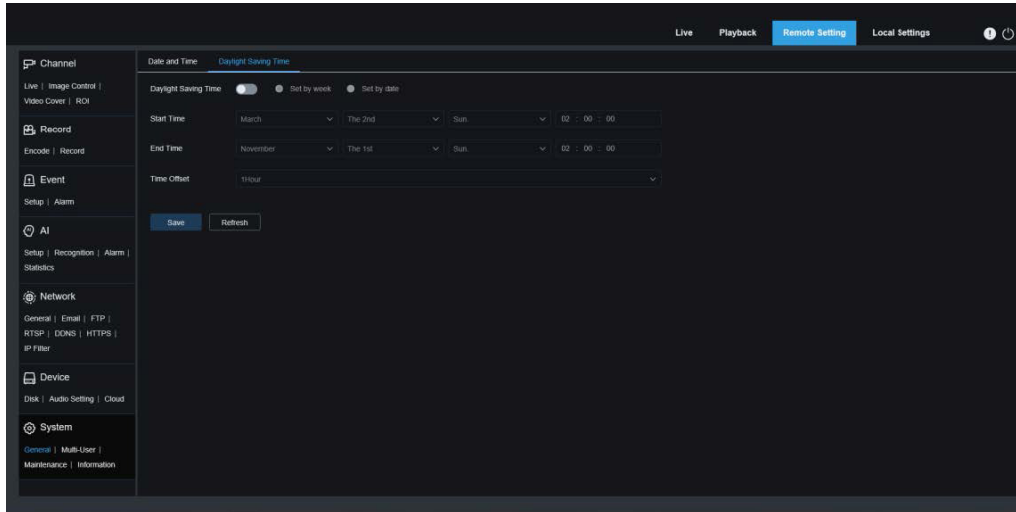 Live Playback Remote Setting Local Settings
Channel
Live | Image Control |
Video Cover | ROI
Record
Encode | Record
Event
Setup | Alarm
AI
Setup | Recognition | Alarm |
Statistics
Network
General | Email | FTP |
RTSP | DDNS | HTTPS |
IP Filter
Device
Disk | Audio Setting | Cloud
System
General | Multi-User |
Maintenance | Information
Date and Time Daylight Saving Time
Daylight Saving Time Set by week Set by date
Start Time March The 2nd Sun. 02 : 00 : 00
End Time November The 1st Sun. 02 : 00 : 00
Time Offset 1Hour
Save Refresh